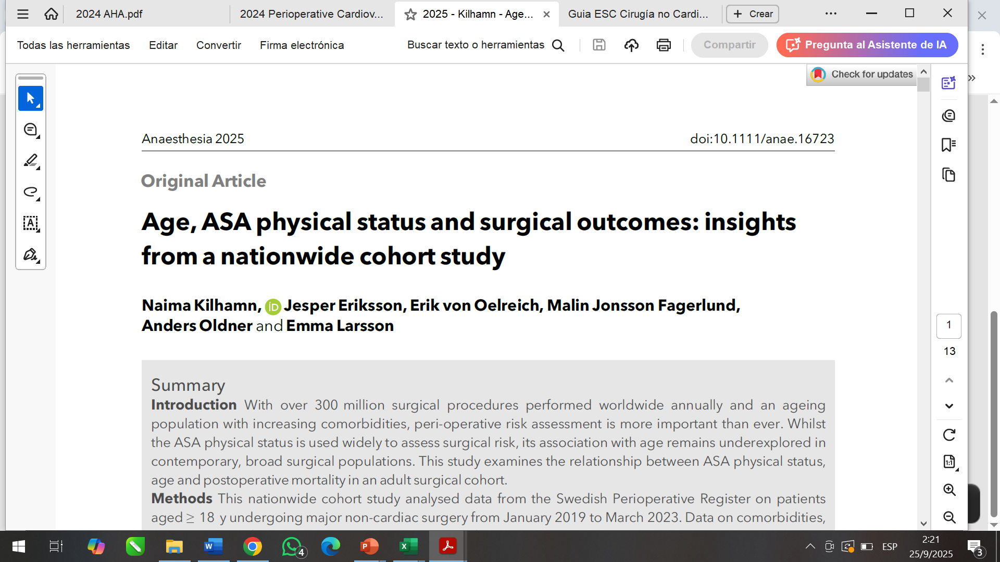 2024 AHA.pdf
2024 Perioperative Cardiov...
2025 - Kilhamn - Age...
Guia ESC Cirugía no Cardi...
+ Crear
Todas las herramientas
Editar
Convertir
Firma electrónica
Buscar texto o herramientas
Compartir
Pregunta al Asistente de IA
Check for updates
Anaesthesia 2025
doi:10.1111/anae.16723
Original Article
Age, ASA physical status and surgical outcomes: insights
from a nationwide cohort study
Naima Kilhamn, iD Jesper Eriksson, Erik von Oelreich, Malin Jonsson Fagerlund,
Anders Oldner and Emma Larsson
Summary
Introduction With over 300 million surgical procedures performed worldwide annually and an ageing
population with increasing comorbidities, peri-operative risk assessment is more important than ever. Whilst
the ASA physical status is used widely to assess surgical risk, its association with age remains underexplored in
contemporary, broad surgical populations. This study examines the relationship between ASA physical status,
age and postoperative mortality in an adult surgical cohort.
Methods This nationwide cohort study analysed data from the Swedish Perioperative Register on patients
aged ≥ 18 y undergoing major non-cardiac surgery from January 2019 to March 2023. Data on comorbidities,
1
13
1:1
4
ESP
2:21
25/9/2025
3